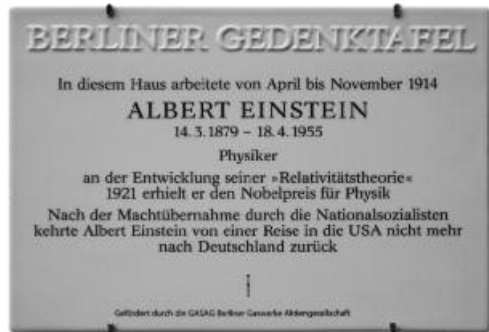 BERLINER GEDENKTAFEL
In diesem Haus arbeitete von April bis November 1914
ALBERT EINSTEIN
14.3.1879 – 18.4.1955
Physiker
an der Entwicklung seiner »Relativitätstheorie«
1921 erhielt er den Nobelpreis für Physik
Nach der Machtübernahme durch die Nationalsozialisten
kehrte Albert Einstein von einer Reise in die USA nicht mehr
nach Deutschland zurück
Gefördert durch die GASAG Berliner Gaswerke Aktiengesellschaft